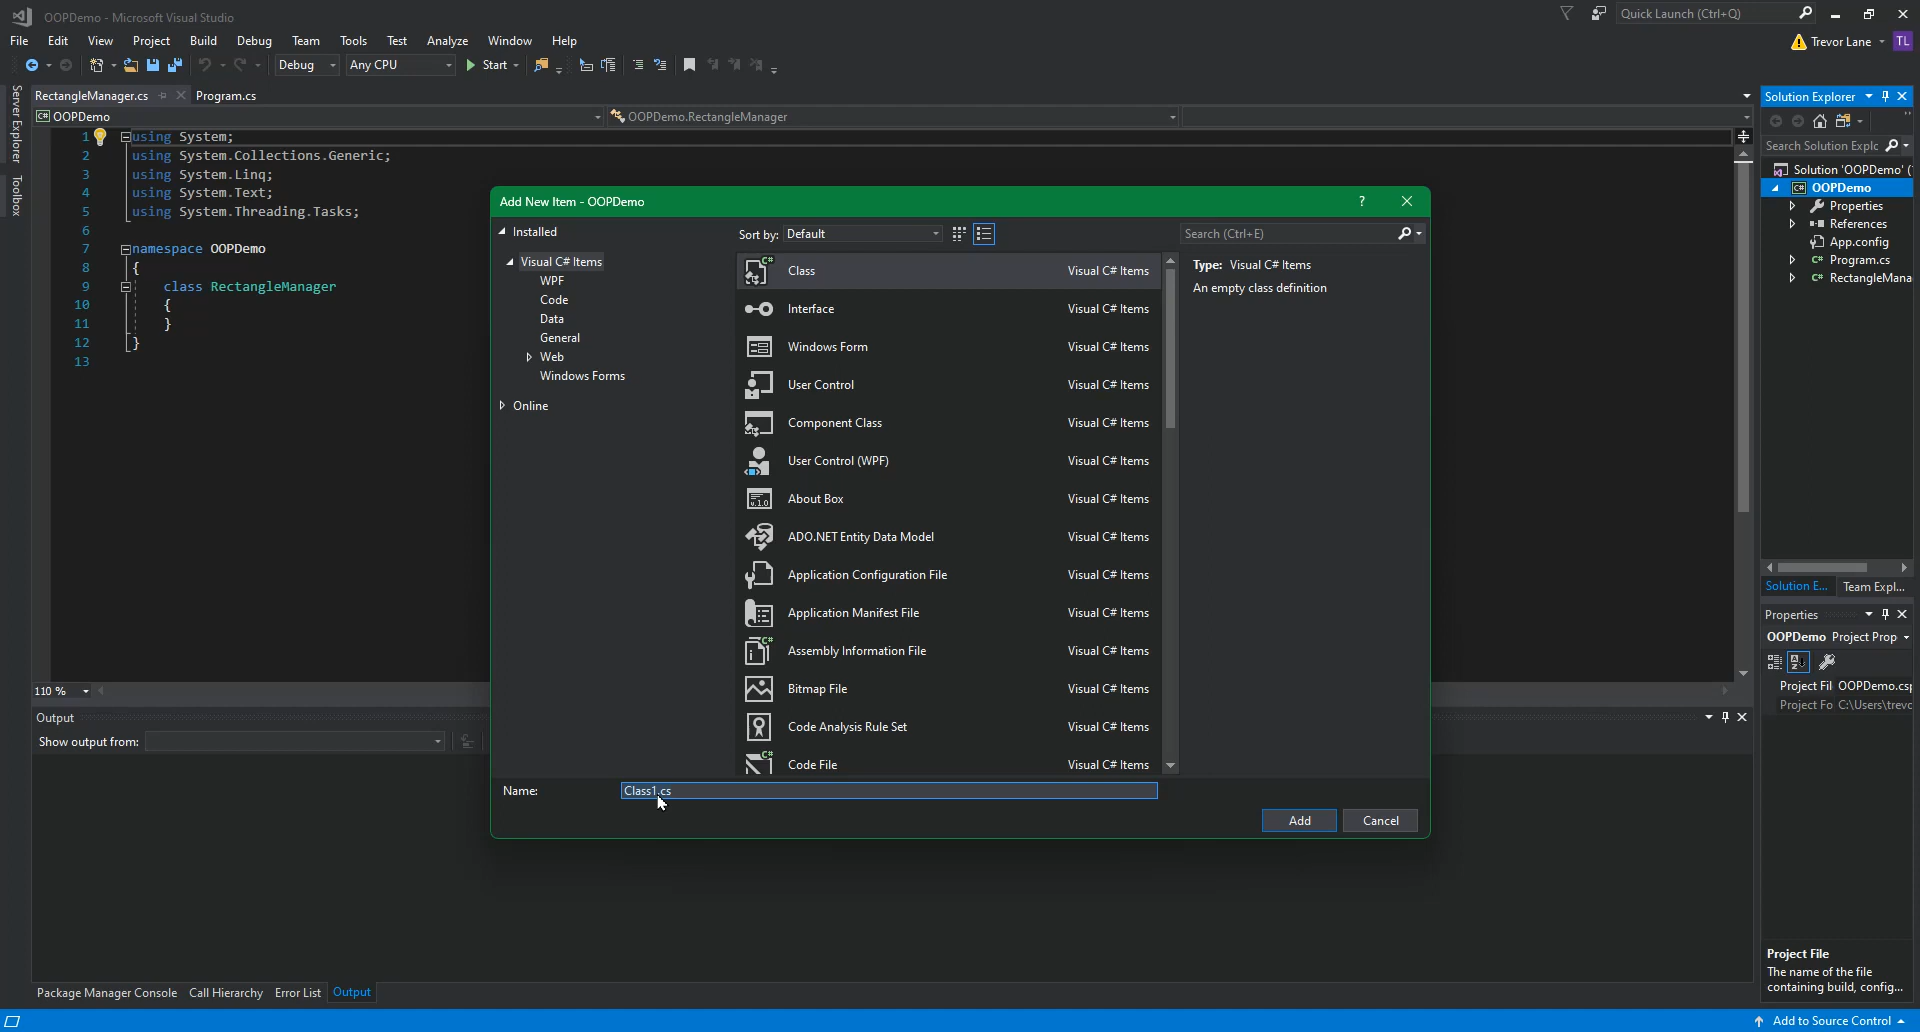 OOPDemo - Microsoft Visual Studio
Quick Launch (Ctrl+Q)
File Edit View Project Build Debug Team Tools Test Analyze Window Help
Trevor Lane TL
Debug Any CPU Start
Server Explorer
Toolbox
RectangleManager.cs Program.cs
C# OOPDemo OOPDemo.RectangleManager
1 using System;
2 using System.Collections.Generic;
3 using System.Linq;
4 using System.Text;
5 using System.Threading.Tasks;
6
7 namespace OOPDemo
8 {
9 class RectangleManager
10 {
11 }
12 }
13
110 %
Add New Item - OOPDemo ?
Installed
Visual C# Items
WPF
Code
Data
General
Web
Windows Forms
Online
Sort by: Default
Search (Ctrl+E)
Class Visual C# Items
Interface Visual C# Items
Windows Form Visual C# Items
User Control Visual C# Items
Component Class Visual C# Items
User Control (WPF) Visual C# Items
About Box Visual C# Items
ADO.NET Entity Data Model Visual C# Items
Application Configuration File Visual C# Items
Application Manifest File Visual C# Items
Assembly Information File Visual C# Items
Bitmap File Visual C# Items
Code Analysis Rule Set Visual C# Items
Code File Visual C# Items
Type: Visual C# Items
An empty class definition
Name: Class1.cs
Add Cancel
Solution Explorer
Search Solution Explo
Solution 'OOPDemo' (
C# OOPDemo
Properties
References
App.config
C# Program.cs
C# RectangleMana
Solution E... Team Expl...
Properties
OOPDemo Project Prop
Project Fil OOPDemo.csp
Project Fo C:\Users\trevo
Project File
The name of the file
containing build, config...
Output
Show output from:
Package Manager Console Call Hierarchy Error List Output
Add to Source Control